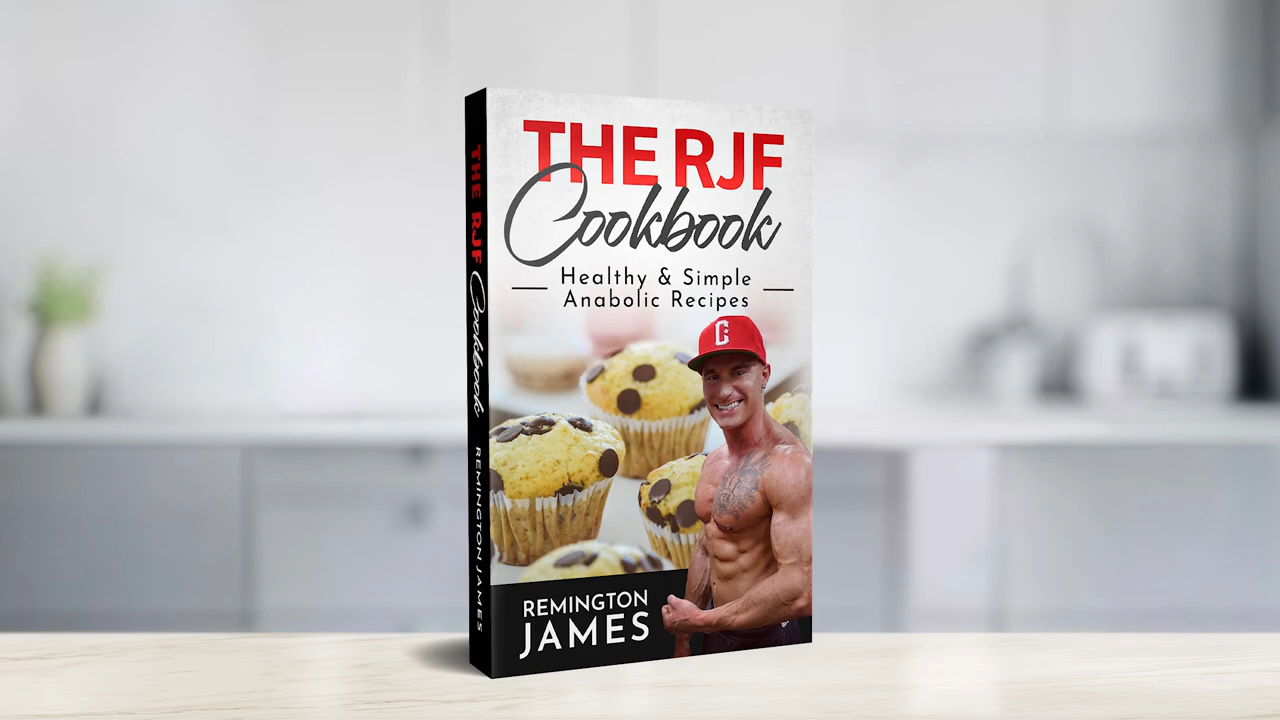 THE RJF
Cookbook
Healthy & Simple
Anabolic Recipes
C
REMINGTON
JAMES
THE RJF Cookbook REMINGTON JAMES